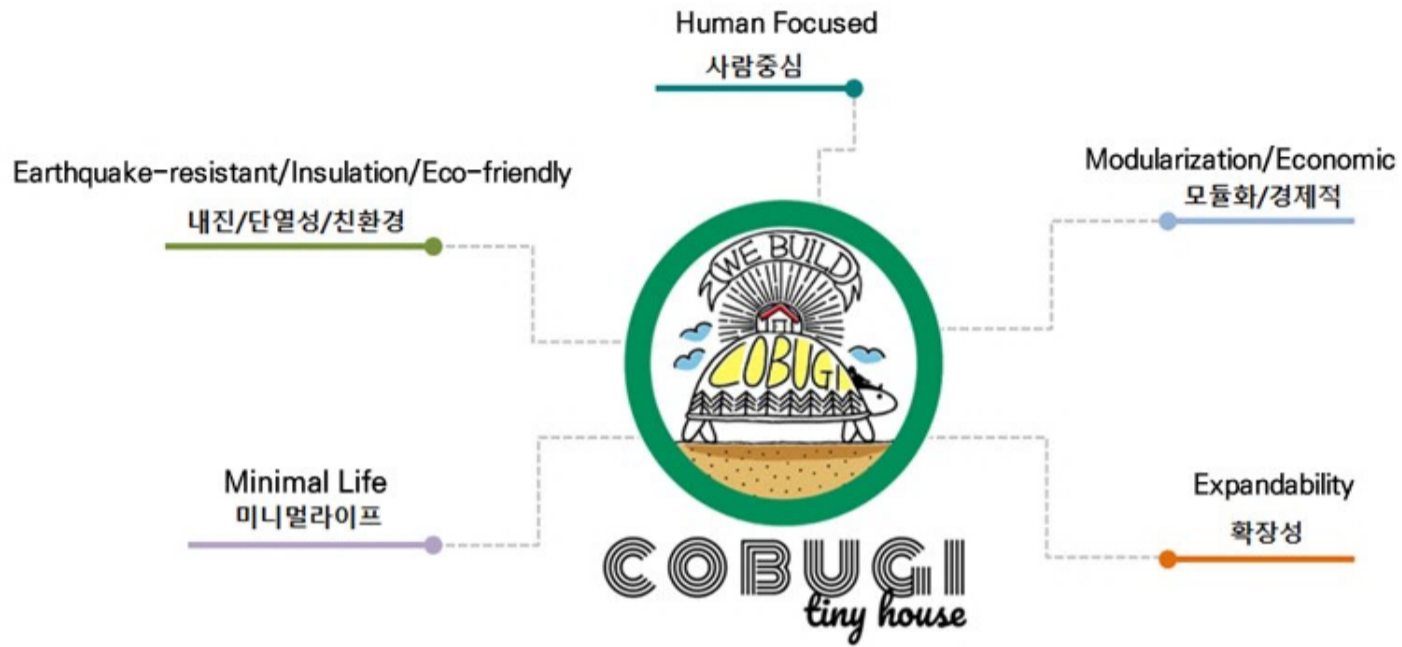 Human Focused
사람중심
Earthquake-resistant/Insulation/Eco-friendly
내진/단열성/친환경
Modularization/Economic
모듈화/경제적
WE BUILD
COBUGI
Minimal Life
미니멀라이프
Expandability
확장성
COBUGI
tiny house